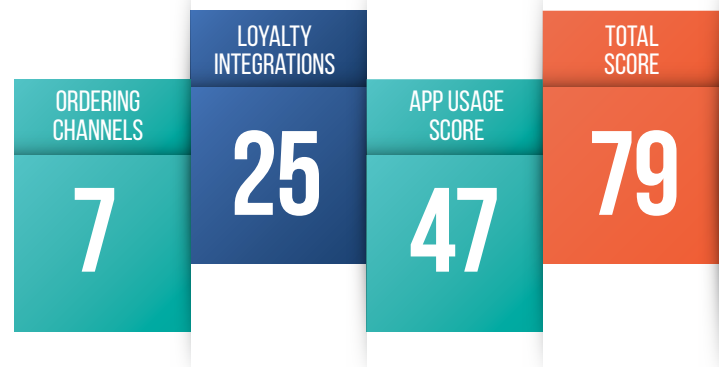 ORDERING
CHANNELS
7
LOYALTY
INTEGRATIONS
25
APP USAGE
SCORE
47
TOTAL
SCORE
79